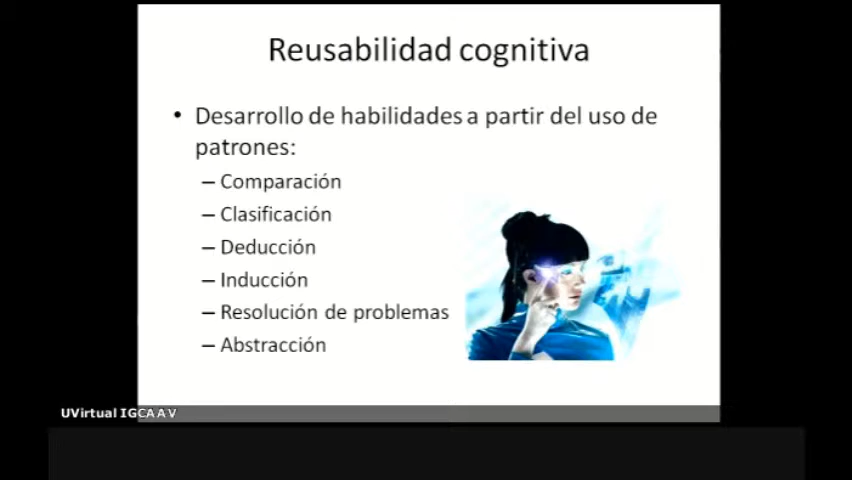 Reusabilidad cognitiva
• Desarrollo de habilidades a partir del uso de
patrones:
– Comparación
– Clasificación
– Deducción
– Inducción
– Resolución de problemas
– Abstracción
UVirtual IGCAAV